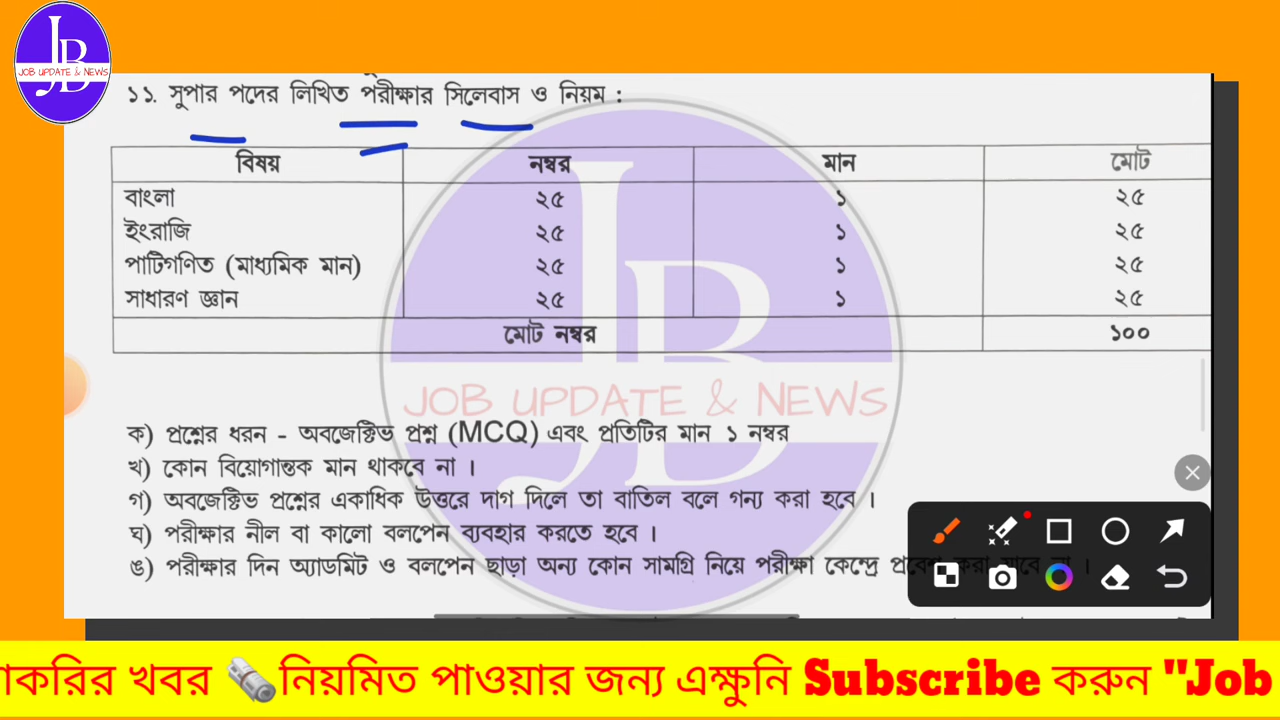 JB
JOB UPDATE & NEWS
১১. সুপার পদের লিখিত পরীক্ষার সিলেবাস ও নিয়ম :
বিষয় নম্বর মান মোট
বাংলা ২৫ ১ ২৫
ইংরাজি ২৫ ১ ২৫
পাটিগণিত (মাধ্যমিক মান) ২৫ ১ ২৫
সাধারণ জ্ঞান ২৫ ১ ২৫
মোট নম্বর ১০০
JB
JOB UPDATE & NEWS
ক) প্রশ্নের ধরন - অবজেক্টিভ প্রশ্ন (MCQ) এবং প্রতিটির মান ১ নম্বর
খ) কোন বিয়োগান্তক মান থাকবে না ।
গ) অবজেক্টিভ প্রশ্নের একাধিক উত্তরে দাগ দিলে তা বাতিল বলে গন্য করা হবে ।
ঘ) পরীক্ষার নীল বা কালো বলপেন ব্যবহার করতে হবে ।
ঙ) পরীক্ষার দিন অ্যাডমিট ও বলপেন ছাড়া অন্য কোন সামগ্রি নিয়ে পরীক্ষা কেন্দ্রে প্রবেশ করা যাবে না ।
াকরির খবর নিয়মিত পাওয়ার জন্য এক্ষুনি Subscribe করুন "Job